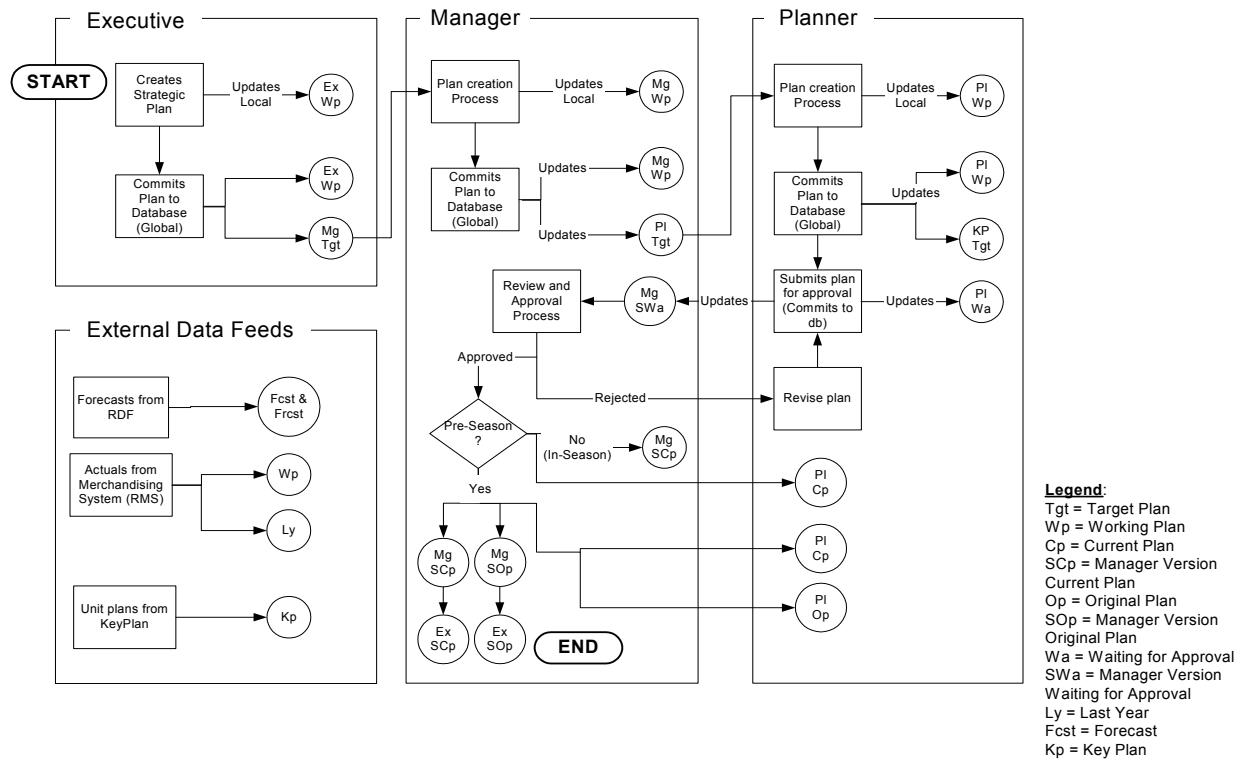 Executive
START
Creates
Strategic
Plan
Updates
Local
Ex
Wp
Commits
Plan to
Database
(Global)
Ex
Wp
Mg
Tgt
Manager
Plan creation
Process
Updates
Local
Mg
Wp
Commits
Plan to
Database
(Global)
Updates
Mg
Wp
Updates
Pl
Tgt
Review and
Approval
Process
Mg
SWa
Updates
Approved
Rejected
Pre-Season
?
No
(In-Season)
Mg
SCp
Yes
Mg
SCp
Mg
SOp
Ex
SCp
Ex
SOp
END
Planner
Plan creation
Process
Updates
Local
Pl
Wp
Commits
Plan to
Database
(Global)
Updates
Pl
Wp
KP
Tgt
Submits plan
for approval
(Commits to
db)
Updates
Pl
Wa
Revise plan
Pl
Cp
Pl
Cp
Pl
Op
External Data Feeds
Forecasts from
RDF
Fcst &
Frcst
Actuals from
Merchandising
System (RMS)
Wp
Ly
Unit plans from
KeyPlan
Kp
Legend:
Tgt = Target Plan
Wp = Working Plan
Cp = Current Plan
SCp = Manager Version
Current Plan
Op = Original Plan
SOp = Manager Version
Original Plan
Wa = Waiting for Approval
SWa = Manager Version
Waiting for Approval
Ly = Last Year
Fcst = Forecast
Kp = Key Plan